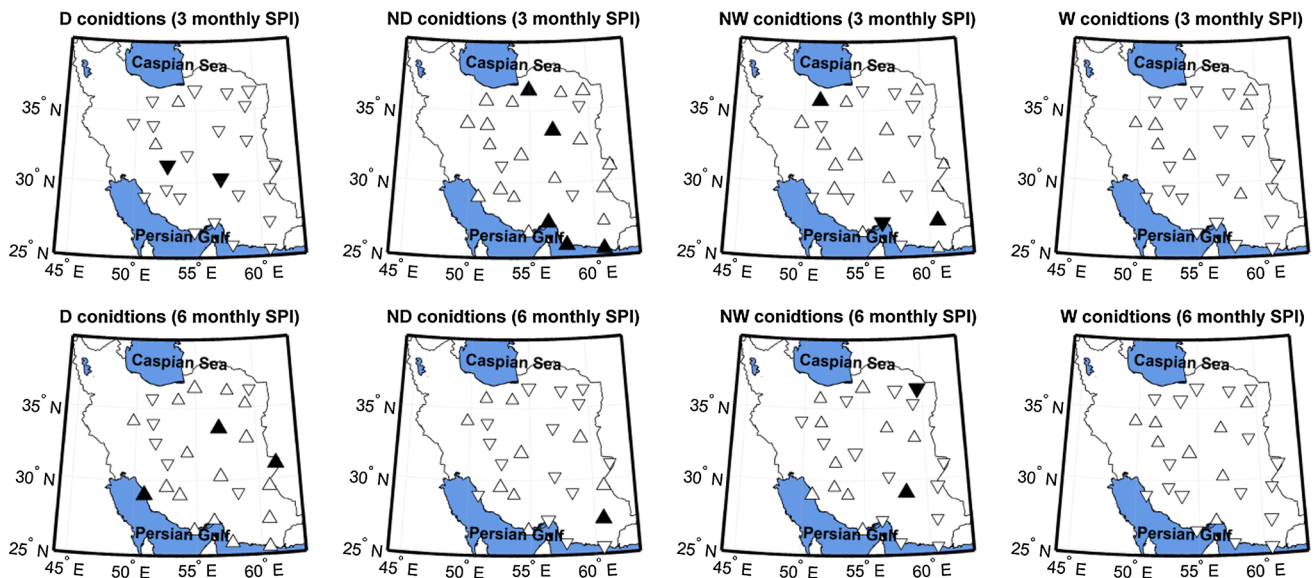 D conidtions (3 monthly SPI)
ND conidtions (3 monthly SPI)
NW conidtions (3 monthly SPI)
W conidtions (3 monthly SPI)
Caspian Sea
Caspian Sea
Caspian Sea
Caspian Sea
35° N
35° N
35° N
35° N
30° N
30° N
30° N
30° N
Persian Gulf
Persian Gulf
Persian Gulf
Persian Gulf
25° N
25° N
25° N
25° N
45° E 50° E 55° E 60° E
45° E 50° E 55° E 60° E
45° E 50° E 55° E 60° E
45° E 50° E 55° E 60° E
D conidtions (6 monthly SPI)
ND conidtions (6 monthly SPI)
NW conidtions (6 monthly SPI)
W conidtions (6 monthly SPI)
Caspian Sea
Caspian Sea
Caspian Sea
Caspian Sea
35° N
35° N
35° N
35° N
30° N
30° N
30° N
30° N
Persian Gulf
Persian Gulf
Persian Gulf
Persian Gulf
25° N
25° N
25° N
25° N
45° E 50° E 55° E 60° E
45° E 50° E 55° E 60° E
45° E 50° E 55° E 60° E
45° E 50° E 55° E 60° E